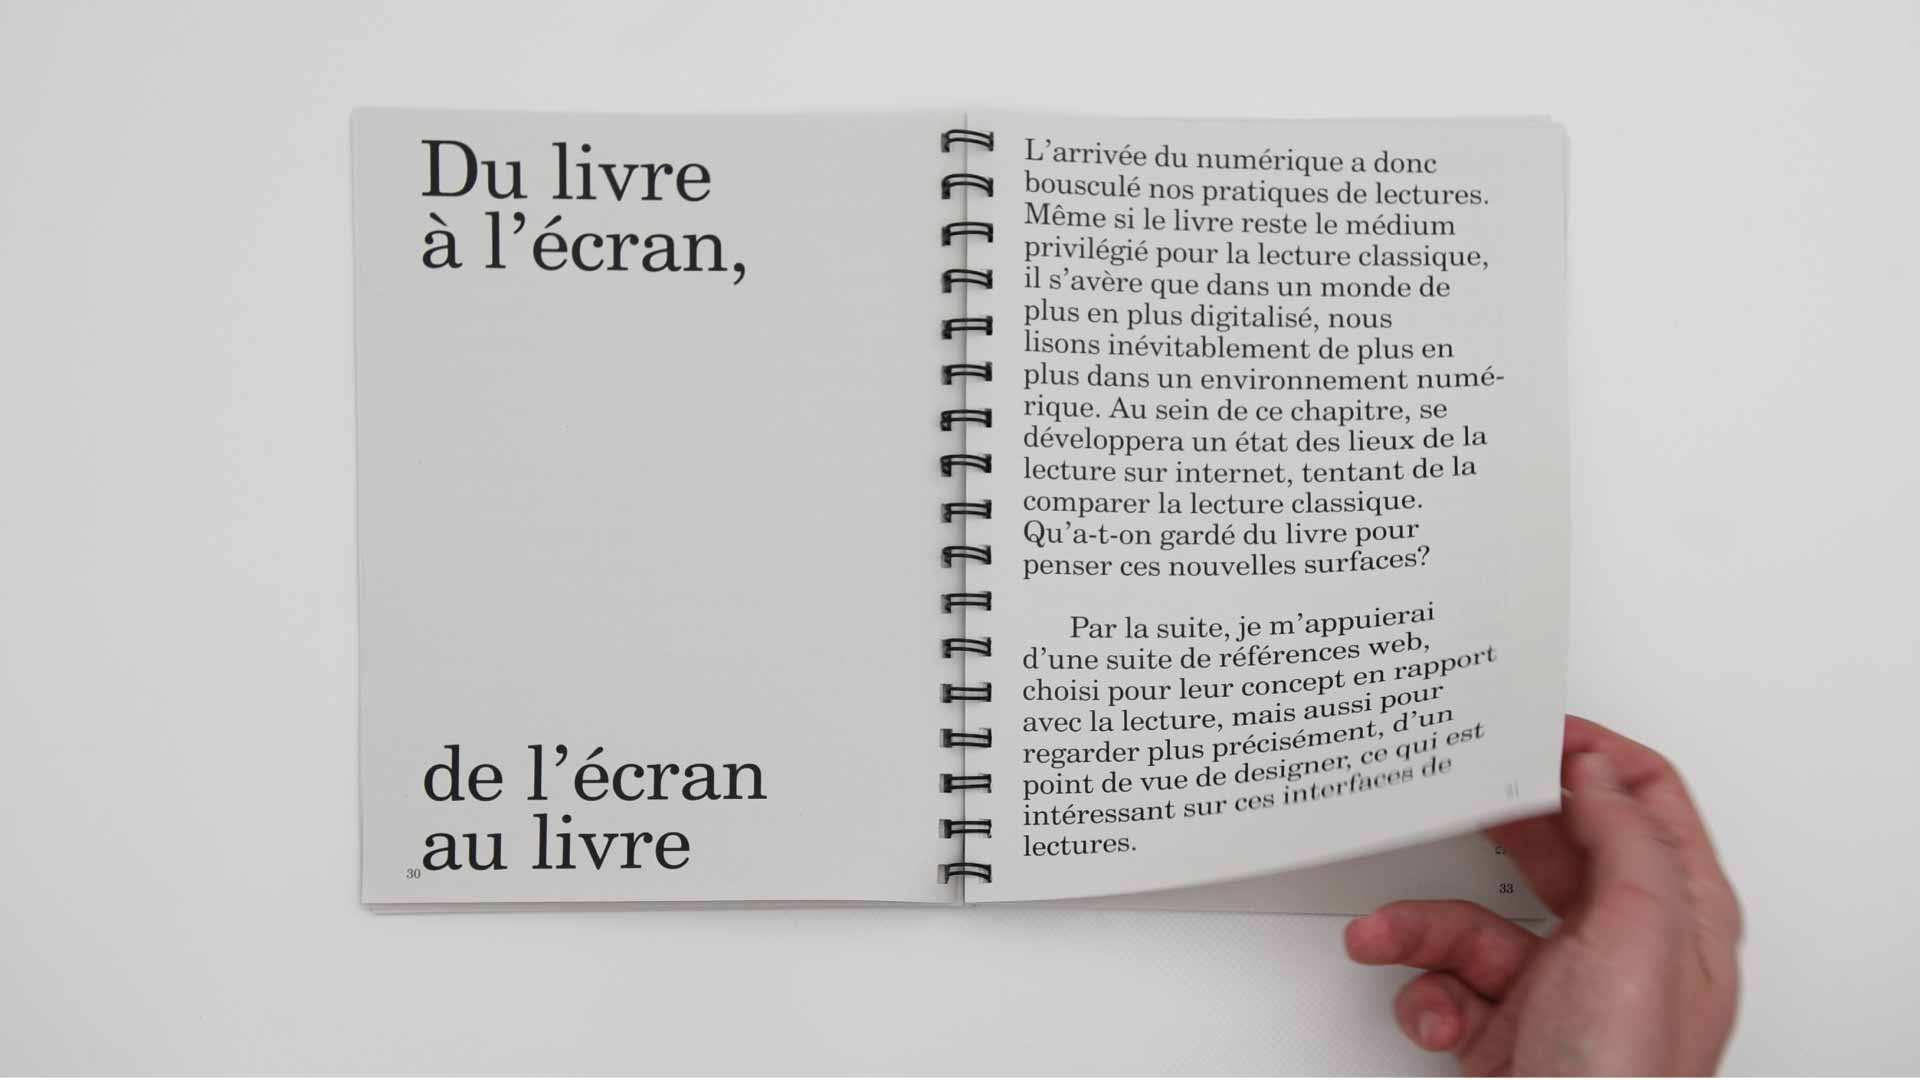 Du livre
à l’écran,
de l’écran
au livre
30
L’arrivée du numérique a donc
bousculé nos pratiques de lectures.
Même si le livre reste le médium
privilégié pour la lecture classique,
il s’avère que dans un monde de
plus en plus digitalisé, nous
lisons inévitablement de plus en
plus dans un environnement numé-
rique. Au sein de ce chapitre, se
développera un état des lieux de la
lecture sur internet, tentant de la
comparer la lecture classique.
Qu’a-t-on gardé du livre pour
penser ces nouvelles surfaces?
Par la suite, je m’appuierai
d’une suite de références web,
choisi pour leur concept en rapport
avec la lecture, mais aussi pour
regarder plus précisément, d’un
point de vue de designer, ce qui est
intéressant sur ces interfaces de
lectures.
33